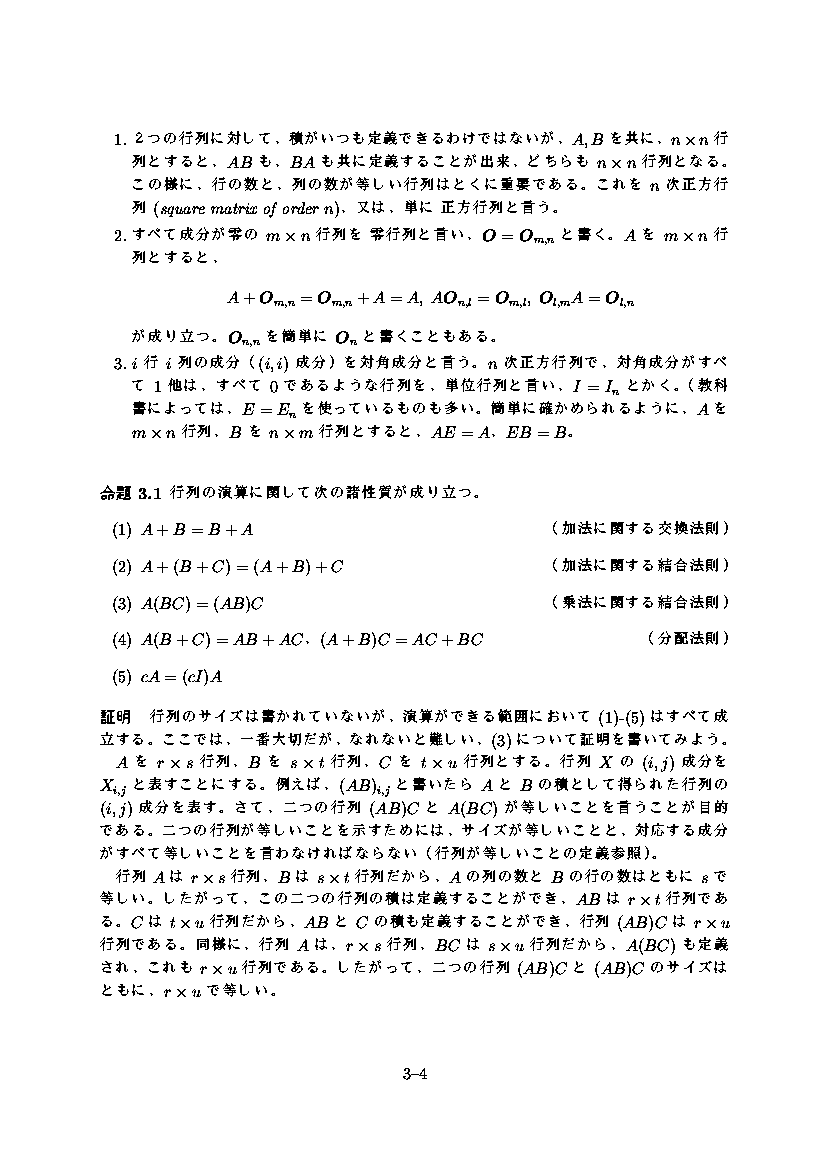 1. 2つの行列に対して、積がいつも定義できるわけではないが、A, B を共に、n × n 行
列とすると、AB も、BA も共に定義することが出来、どちらも n × n 行列となる。
この様に、行の数と、列の数が等しい行列はとくに重要である。これを n 次正方行
列 (square matrix of order n)、又は、単に 正方行列と言う。
2. すべて成分が零の m × n 行列を 零行列と言い、O = O_{m,n} と書く。A を m × n 行
列とすると、
A + O_{m,n} = O_{m,n} + A = A, AO_{n,l} = O_{m,l}, O_{l,m}A = O_{l,n}
が成り立つ。O_{n,n} を簡単に O_n と書くこともある。
3. i 行 i 列の成分（(i, i) 成分）を対角成分と言う。n 次正方行列で、対角成分がすべ
て 1 他は、すべて 0 であるような行列を、単位行列と言い、I = I_n とかく。（教科
書によっては、E = E_n を使っているものも多い。簡単に確かめられるように、A を
m × n 行列、B を n × m 行列とすると、AE = A、EB = B。
命題 3.1 行列の演算に関して次の諸性質が成り立つ。
(1) A + B = B + A （加法に関する交換法則）
(2) A + (B + C) = (A + B) + C （加法に関する結合法則）
(3) A(BC) = (AB)C （乗法に関する結合法則）
(4) A(B + C) = AB + AC、(A + B)C = AC + BC （分配法則）
(5) cA = (cI)A
証明 行列のサイズは書かれていないが、演算ができる範囲において (1)–(5) はすべて成
立する。ここでは、一番大切だが、なれないと難しい、(3) について証明を書いてみよう。
A を r × s 行列、B を s × t 行列、C を t × u 行列とする。行列 X の (i, j) 成分を
X_{i,j} と表すことにする。例えば、(AB)_{i,j} と書いたら A と B の積として得られた行列の
(i, j) 成分を表す。さて、二つの行列 (AB)C と A(BC) が等しいことを言うことが目的
である。二つの行列が等しいことを示すためには、サイズが等しいことと、対応する成分
がすべて等しいことを言わなければならない（行列が等しいことの定義参照）。
行列 A は r × s 行列、B は s × t 行列だから、A の列の数と B の行の数はともに s で
等しい。したがって、この二つの行列の積は定義することができ、AB は r × t 行列であ
る。C は t × u 行列だから、AB と C の積も定義することができ、行列 (AB)C は r × u
行列である。同様に、行列 A は、r × s 行列、BC は s × u 行列だから、A(BC) も定義
され、これも r × u 行列である。したがって、二つの行列 (AB)C と (AB)C のサイズは
ともに、r × u で等しい。
3–4